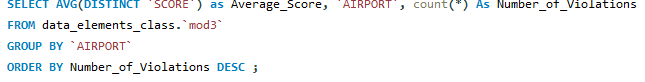 SELECT AVG(DISTINCT `SCORE`) as Average_Score, `AIRPORT`, count(*) As Number_of_Violations
FROM data_elements_class.`mod3`
GROUP BY `AIRPORT`
ORDER BY Number_of_Violations DESC ;